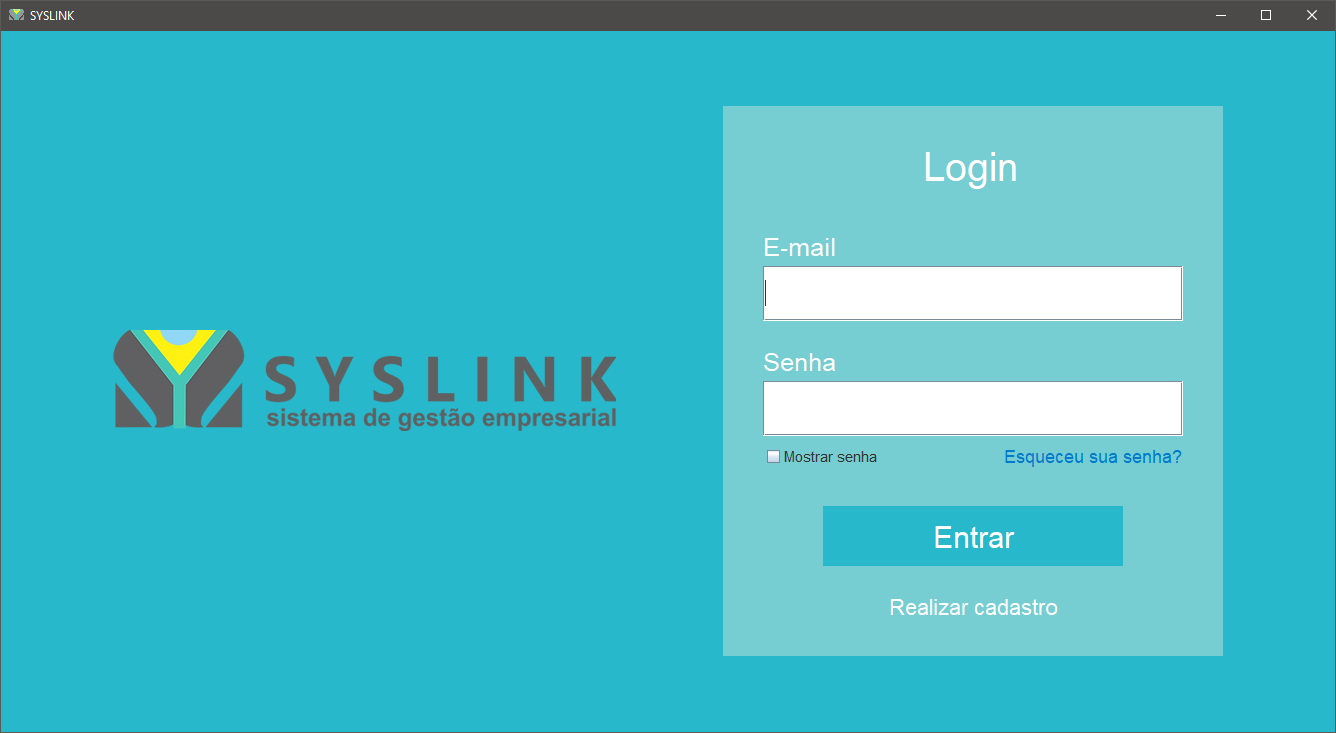 SYSLINK
SYSLINK
sistema de gestão empresarial
Login
E-mail
Senha
Mostrar senha
Esqueceu sua senha?
Entrar
Realizar cadastro